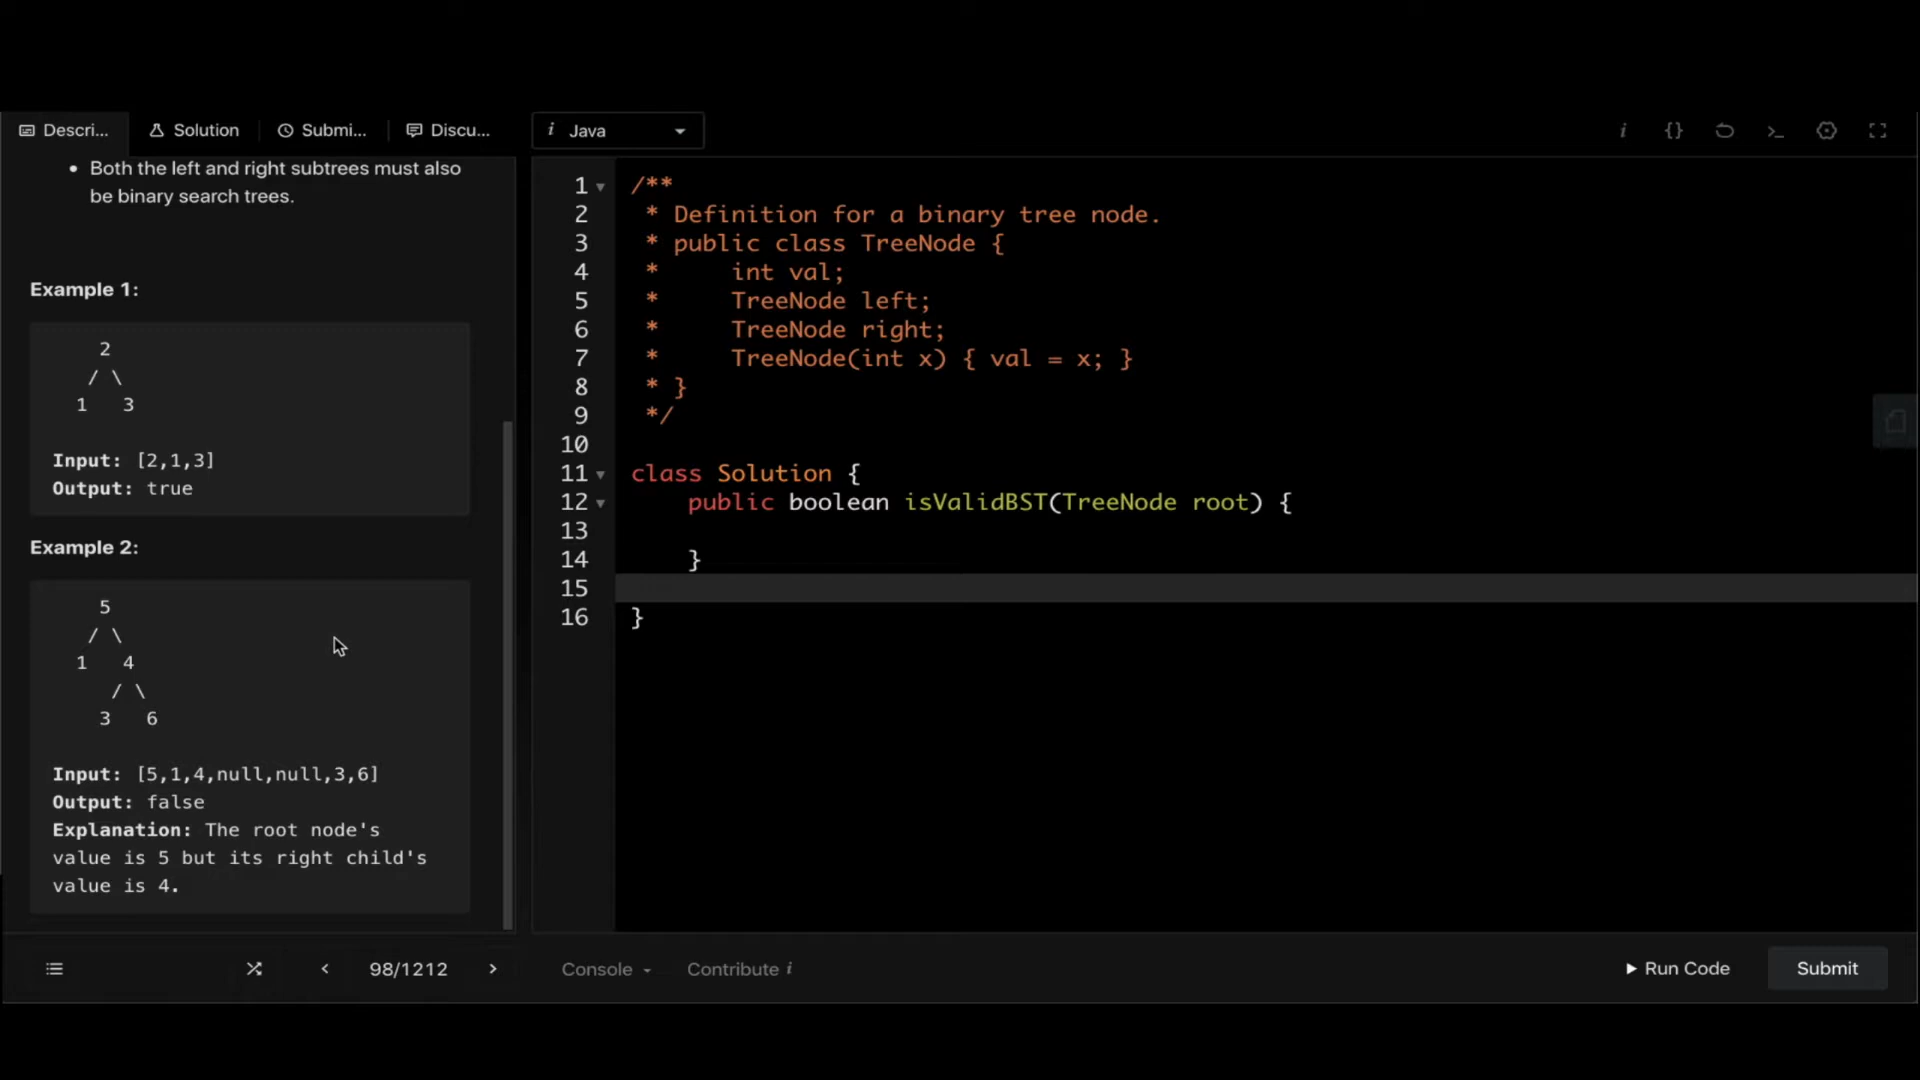 Descri...
Solution
Submi...
Discu...
• Both the left and right subtrees must also
be binary search trees.
Example 1:
2
/ \
1   3
Input: [2,1,3]
Output: true
Example 2:
5
/ \
1   4
/ \
3   6
Input: [5,1,4,null,null,3,6]
Output: false
Explanation: The root node's
value is 5 but its right child's
value is 4.
98/1212
i Java
i {}
1 /**
2  * Definition for a binary tree node.
3  * public class TreeNode {
4  *     int val;
5  *     TreeNode left;
6  *     TreeNode right;
7  *     TreeNode(int x) { val = x; }
8  * }
9  */
10
11 class Solution {
12     public boolean isValidBST(TreeNode root) {
13
14     }
15
16 }
Console
Contribute i
Run Code
Submit